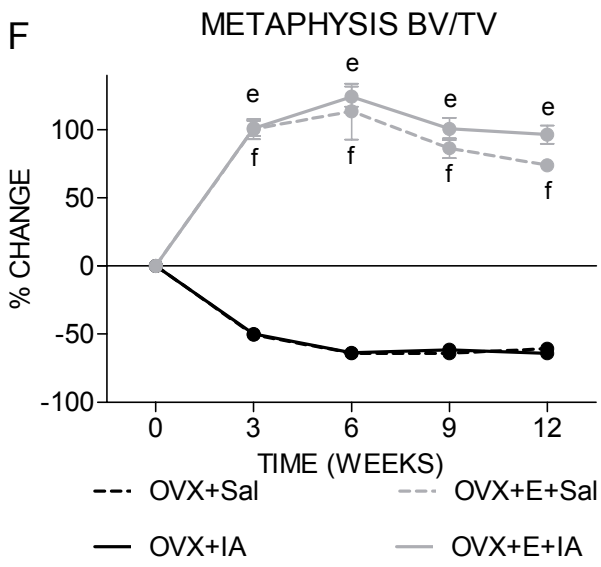 F
METAPHYSIS BV/TV
% CHANGE
100
50
0
-50
-100
e
e
e
e
f
f
f
f
0 3 6 9 12
TIME (WEEKS)
OVX+Sal OVX+E+Sal
OVX+IA OVX+E+IA